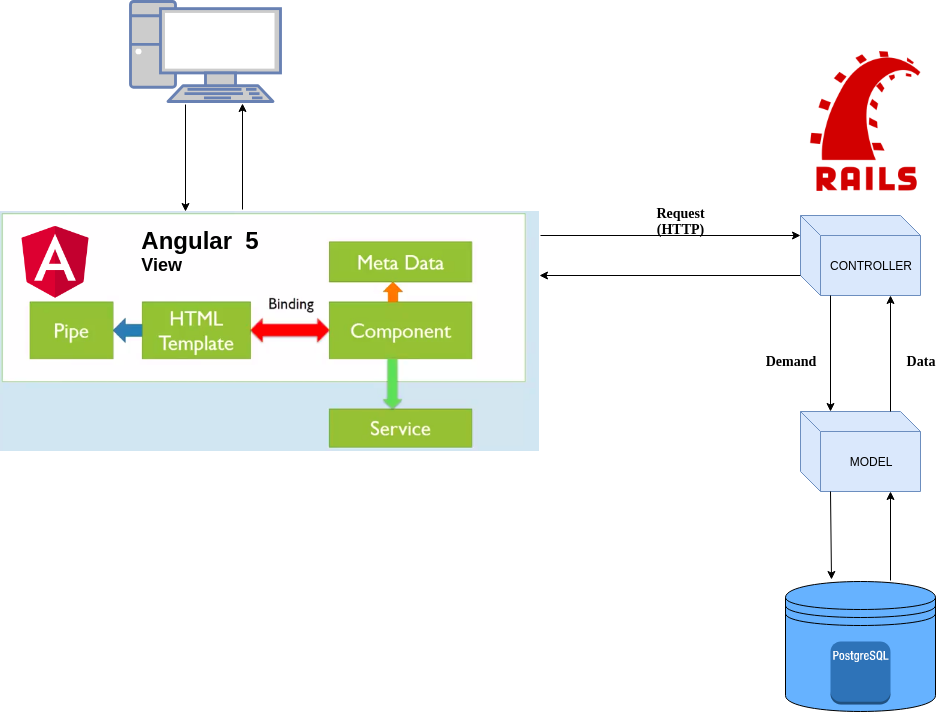 RAILS
Angular 5
View
Request
(HTTP)
Meta Data
CONTROLLER
Binding
HTML
Template
Pipe
Component
Demand
Data
Service
MODEL
PostgreSQL